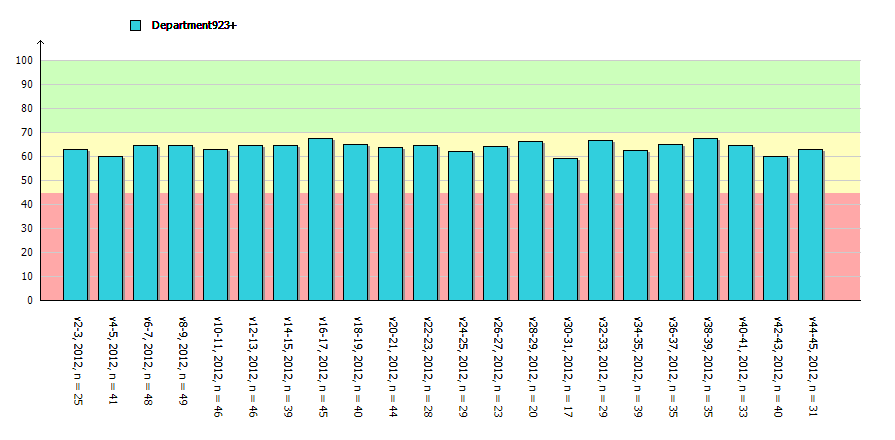 Department923+
100
90
80
70
60
50
40
30
20
10
0
v2-3, 2012, n = 25
v4-5, 2012, n = 41
v6-7, 2012, n = 48
v8-9, 2012, n = 49
v10-11, 2012, n = 46
v12-13, 2012, n = 46
v14-15, 2012, n = 39
v16-17, 2012, n = 45
v18-19, 2012, n = 40
v20-21, 2012, n = 44
v22-23, 2012, n = 28
v24-25, 2012, n = 29
v26-27, 2012, n = 23
v28-29, 2012, n = 20
v30-31, 2012, n = 17
v32-33, 2012, n = 29
v34-35, 2012, n = 39
v36-37, 2012, n = 35
v38-39, 2012, n = 35
v40-41, 2012, n = 33
v42-43, 2012, n = 40
v44-45, 2012, n = 31